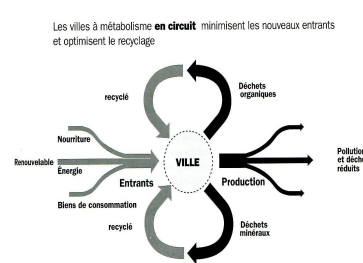 Les villes à métabolisme en circuit minimisent les nouveaux entrants
et optimisent le recyclage
recyclé
Déchets
organiques
Nourriture
Renouvelable
Énergie
Entrants
VILLE
Production
Pollution
et déche
réduits
Biens de consommation
recyclé
Déchets
minéraux